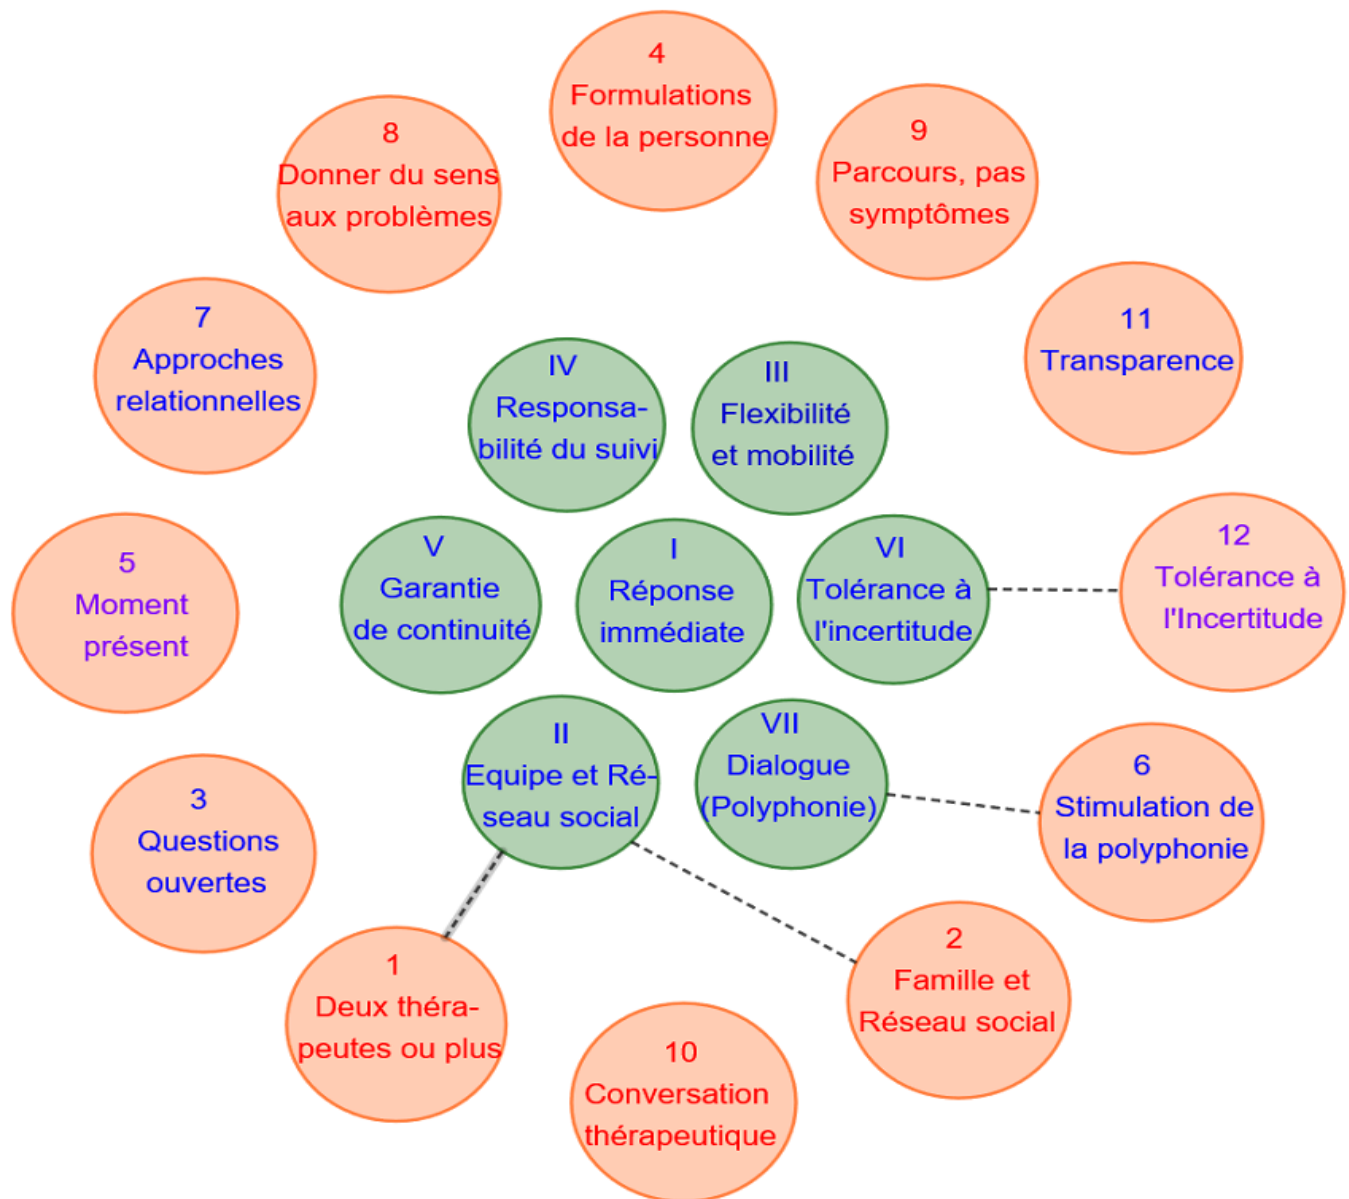 4
Formulations
de la personne
8
Donner du sens
aux problèmes
9
Parcours, pas
symptômes
7
Approches
relationnelles
11
Transparence
IV
Responsa-
bilité du suivi
III
Flexibilité
et mobilité
5
Moment
présent
V
Garantie
de continuité
I
Réponse
immédiate
VI
Tolérance à
l'incertitude
12
Tolérance à
l'Incertitude
II
Equipe et Ré-
seau social
VII
Dialogue
(Polyphonie)
6
Stimulation de
la polyphonie
3
Questions
ouvertes
1
Deux théra-
peutes ou plus
2
Famille et
Réseau social
10
Conversation
thérapeutique